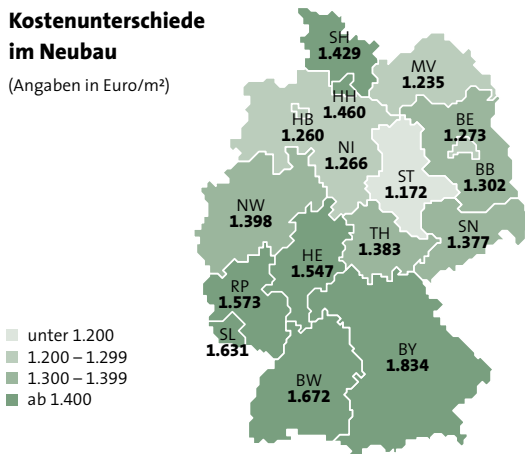 Kostenunterschiede
im Neubau
(Angaben in Euro/m²)
SH
1.429
MV
1.235
HH
1.460
HB
1.260
BE
1.273
NI
1.266
BB
1.302
ST
1.172
NW
1.398
SN
1.377
TH
1.383
HE
1.547
RP
1.573
SL
1.631
BY
1.834
BW
1.672
unter 1.200
1.200 – 1.299
1.300 – 1.399
ab 1.400